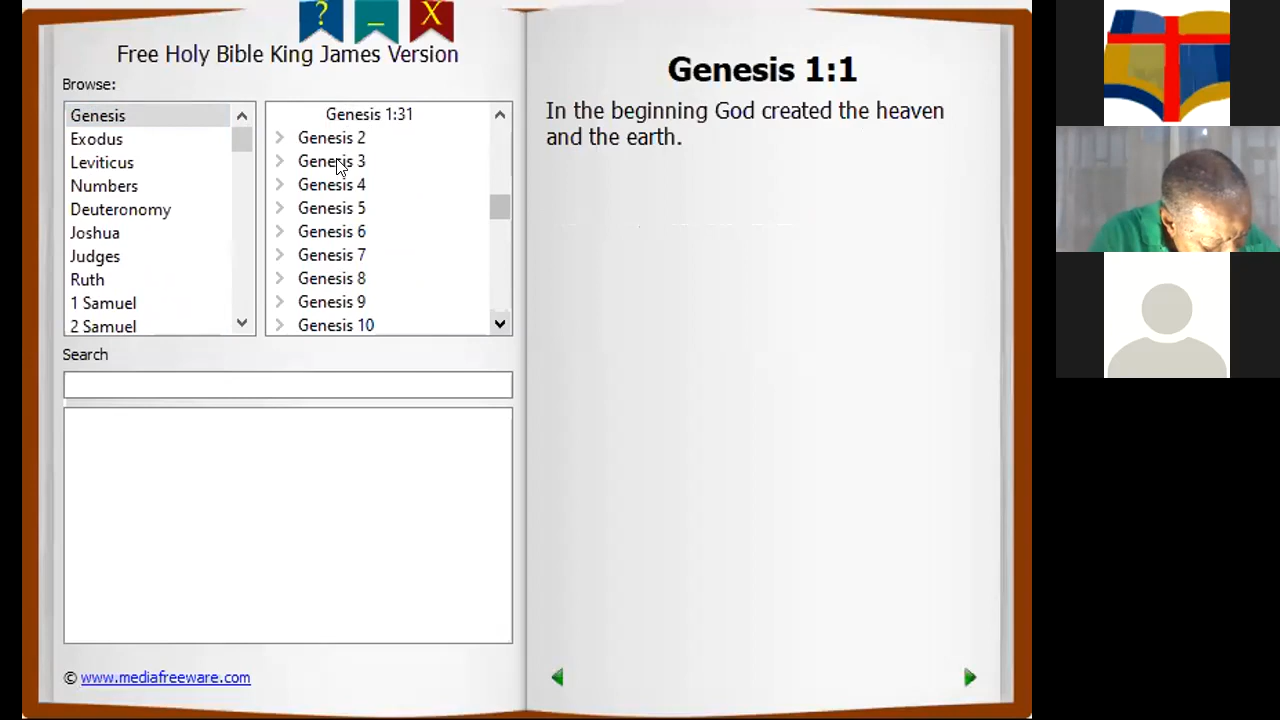 ?
_
X
Free Holy Bible King James Version
Browse:
Genesis
Exodus
Leviticus
Numbers
Deuteronomy
Joshua
Judges
Ruth
1 Samuel
2 Samuel
Genesis 1:31
Genesis 2
Genesis 3
Genesis 4
Genesis 5
Genesis 6
Genesis 7
Genesis 8
Genesis 9
Genesis 10
Search
© www.mediafreeware.com
Genesis 1:1
In the beginning God created the heaven
and the earth.